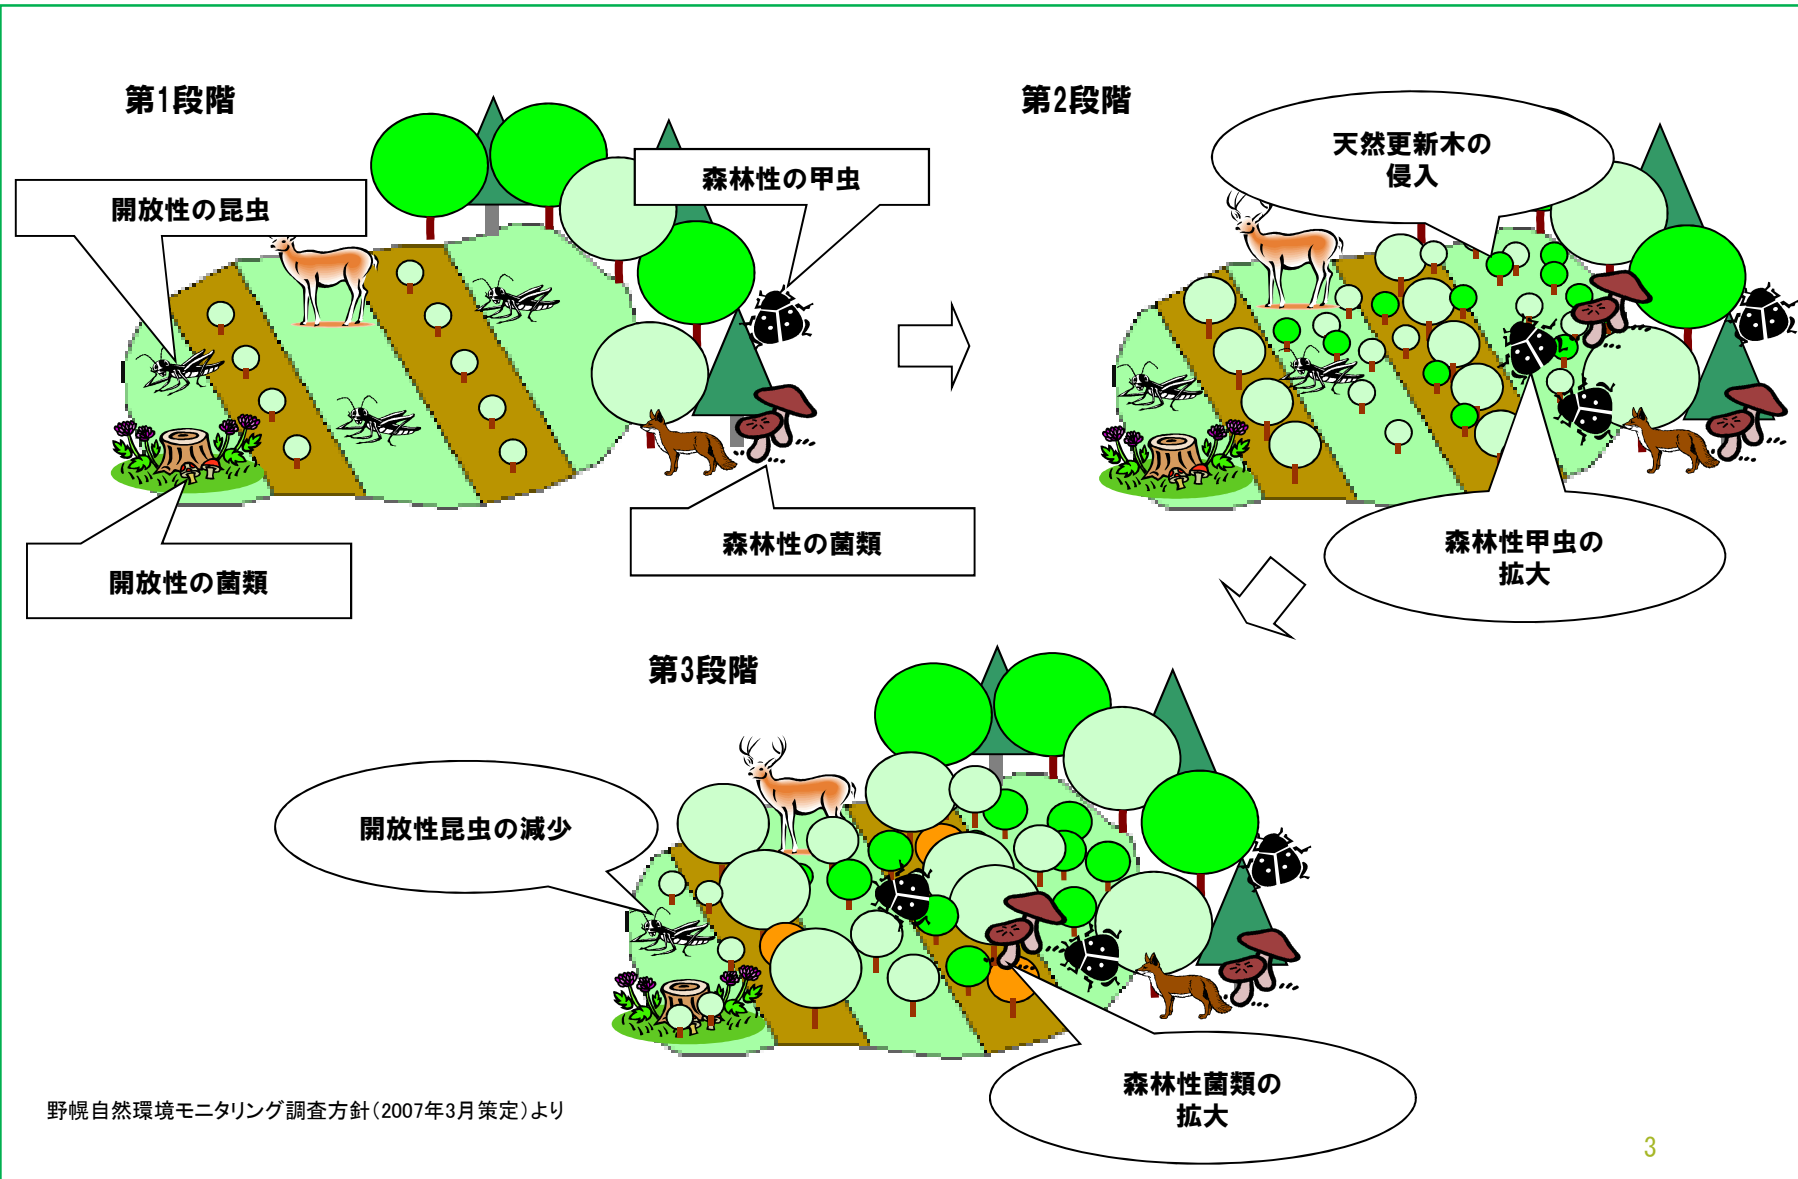 第1段階
開放性の昆虫
森林性の甲虫
開放性の菌類
森林性の菌類
第2段階
天然更新木の
侵入
森林性甲虫の
拡大
第3段階
開放性昆虫の減少
森林性菌類の
拡大
野幌自然環境モニタリング調査方針(2007年3月策定)より
3